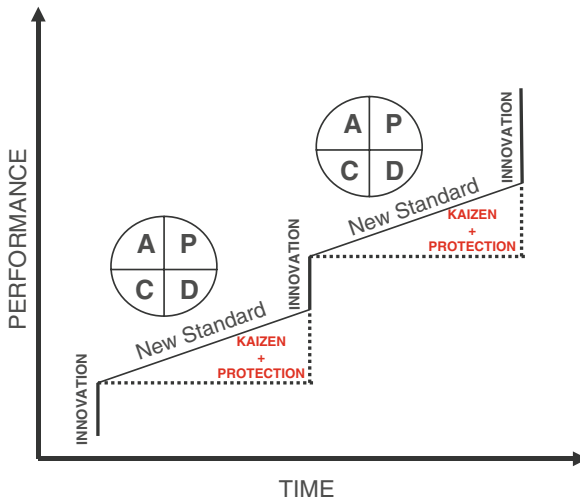 PERFORMANCE
INNOVATION
A P
C D
New Standard
KAIZEN
+
PROTECTION
INNOVATION
A P
C D
New Standard
KAIZEN
+
PROTECTION
INNOVATION
TIME